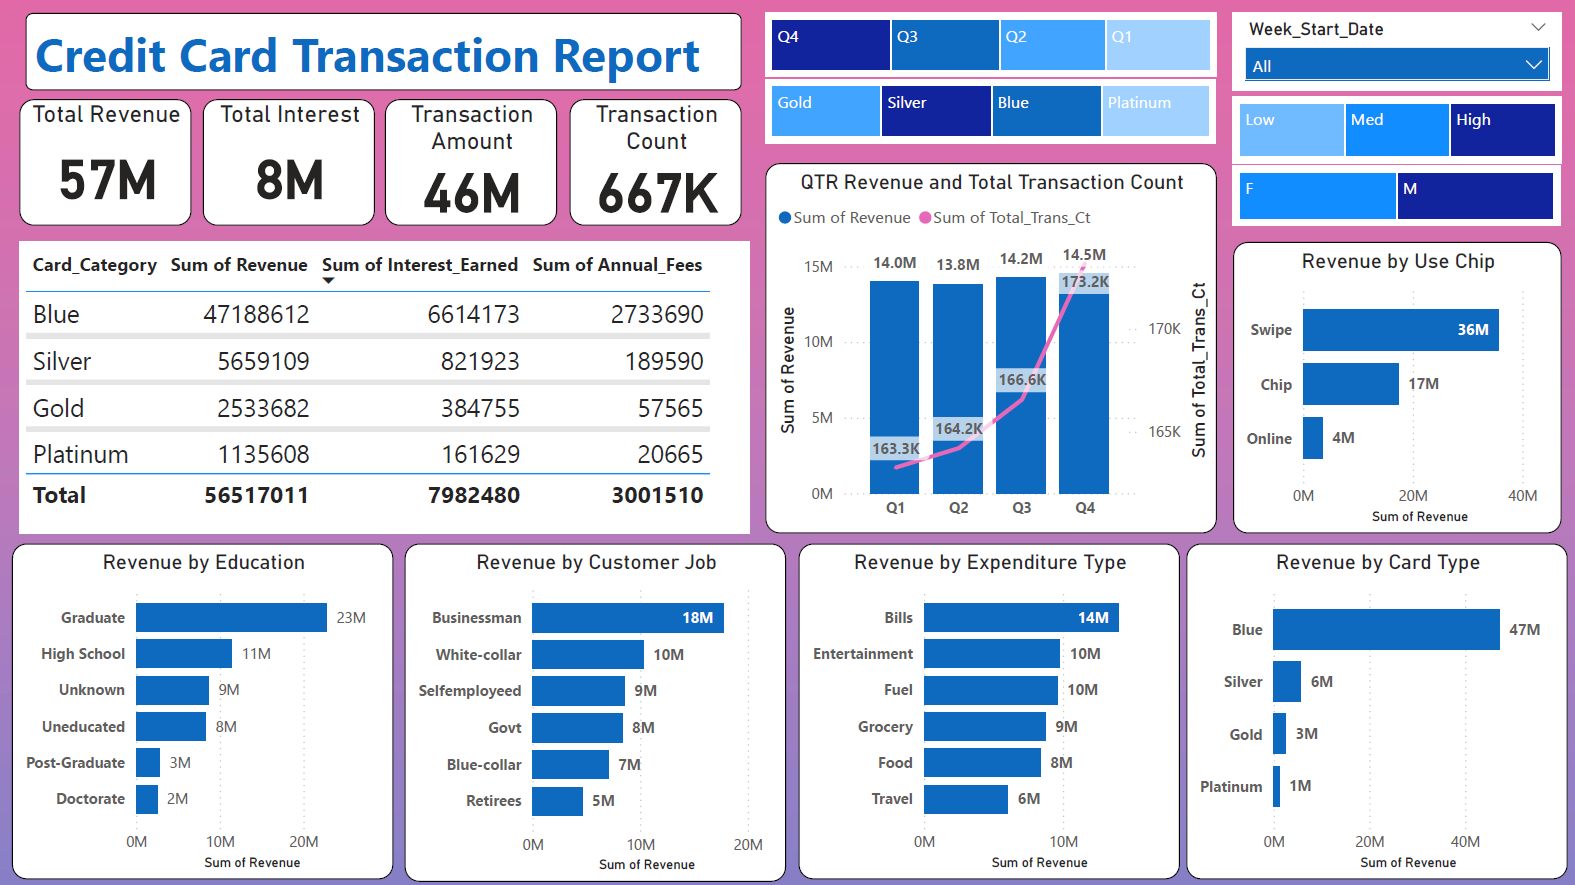 Credit Card Transaction Report
Total Revenue
57M
Total Interest
8M
Transaction
Amount
46M
Transaction
Count
667K
Q4 Q3 Q2 Q1
Gold Silver Blue Platinum
Week_Start_Date
All
Low Med High
F M
Card_Category Sum of Revenue Sum of Interest_Earned Sum of Annual_Fees
Blue 47188612 6614173 2733690
Silver 5659109 821923 189590
Gold 2533682 384755 57565
Platinum 1135608 161629 20665
Total 56517011 7982480 3001510
QTR Revenue and Total Transaction Count
Sum of Revenue Sum of Total_Trans_Ct
Sum of Revenue
15M
10M
5M
0M
14.0M 13.8M 14.2M 14.5M
163.3K 164.2K 166.6K 173.2K
Q1 Q2 Q3 Q4
170K
165K
Sum of Total_Trans_Ct
Revenue by Use Chip
Swipe 36M
Chip 17M
Online 4M
0M 20M 40M
Sum of Revenue
Revenue by Education
Graduate 23M
High School 11M
Unknown 9M
Uneducated 8M
Post-Graduate 3M
Doctorate 2M
0M 10M 20M
Sum of Revenue
Revenue by Customer Job
Businessman 18M
White-collar 10M
Selfemployeed 9M
Govt 8M
Blue-collar 7M
Retirees 5M
0M 10M 20M
Sum of Revenue
Revenue by Expenditure Type
Bills 14M
Entertainment 10M
Fuel 10M
Grocery 9M
Food 8M
Travel 6M
0M 10M
Sum of Revenue
Revenue by Card Type
Blue 47M
Silver 6M
Gold 3M
Platinum 1M
0M 20M 40M
Sum of Revenue